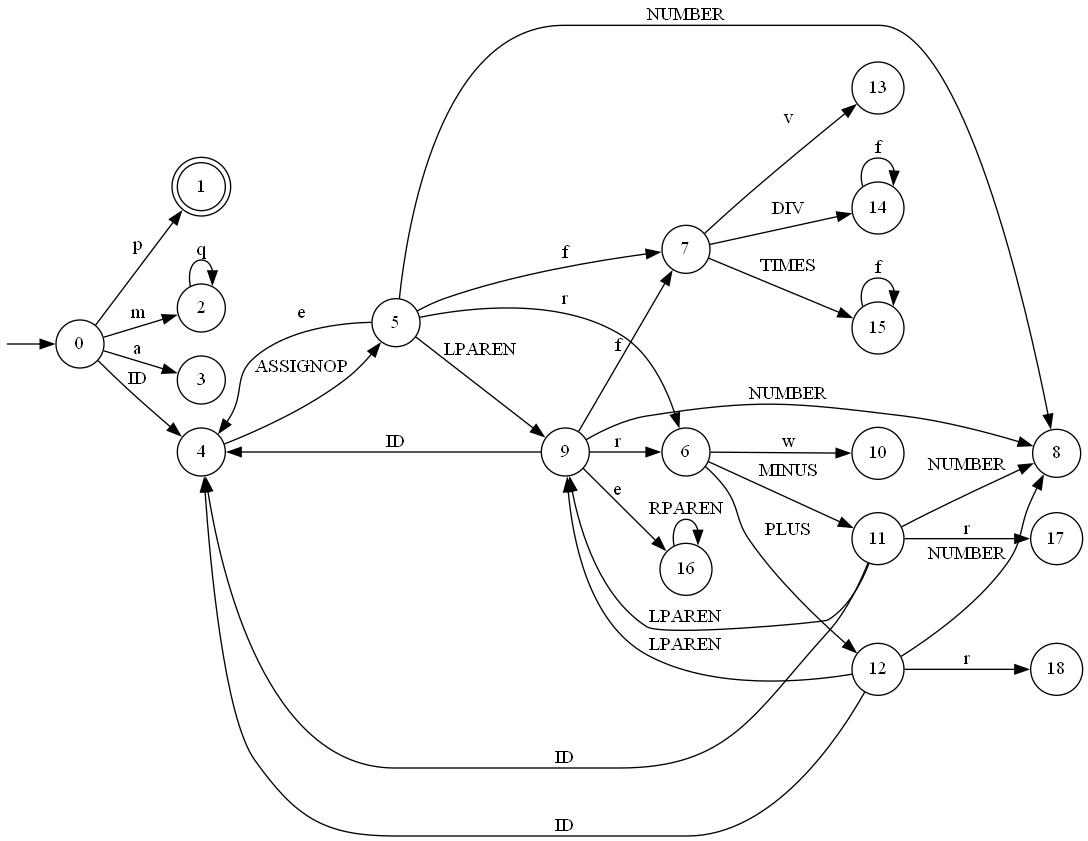 NUMBER
13
v
f
1
DIV
14
p
q
f
7
TIMES
f
m
2
e
r
5
15
0
a
ASSIGNOP
LPAREN
f
3
ID
NUMBER
4
ID
9
r
6
w
10
8
MINUS
NUMBER
e
RPAREN
PLUS
11
r
17
NUMBER
16
LPAREN
LPAREN
12
r
18
ID
ID